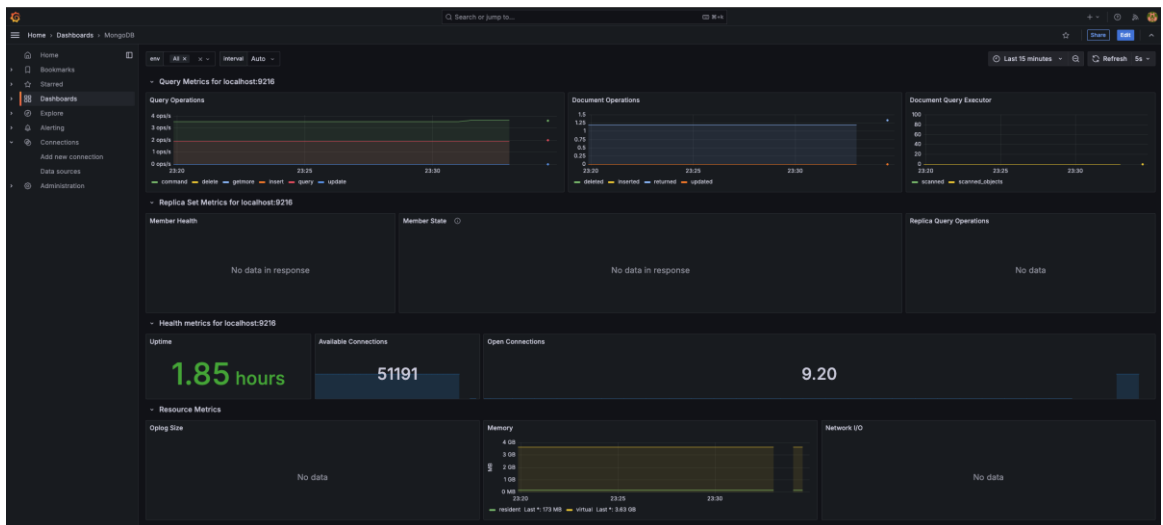 Search or jump to...
⌘+k
Home › Dashboards › MongoDB
Share
Edit
Home
Bookmarks
Starred
Dashboards
Explore
Alerting
Connections
Add new connection
Data sources
Administration
env All × Interval Auto
Last 15 minutes Refresh 5s
Query Metrics for localhost:9216
Query Operations
4 ops/s
3 ops/s
2 ops/s
1 ops/s
0 ops/s
23:20 23:25 23:30
command delete getmore insert query update
Document Operations
1.5
1.25
1
0.75
0.5
0.25
0
23:20 23:25 23:30
deleted inserted returned updated
Document Query Executor
100
80
60
40
20
0
23:20 23:25 23:30
scanned scanned_objects
Replica Set Metrics for localhost:9216
Member Health
No data in response
Member State
No data in response
Replica Query Operations
No data
Health metrics for localhost:9216
Uptime
1.85 hours
Available Connections
51191
Open Connections
9.20
Resource Metrics
Oplog Size
No data
Memory
MB
4 GB
3 GB
2 GB
1 GB
0 MB
23:20 23:25 23:30
resident Last *: 173 MB virtual Last *: 3.63 GB
Network I/O
No data